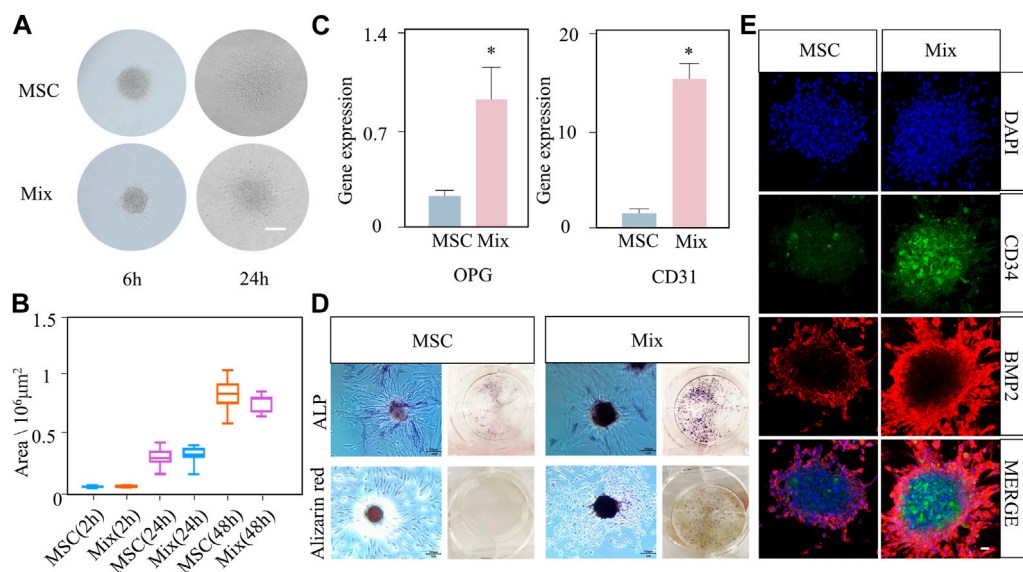 A
MSC
Mix
6h
24h
B
1.5
1
0.5
0
Area \ 10⁶μm²
MSC(2h)
Mix(2h)
MSC(24h)
Mix(24h)
MSC(48h)
Mix(48h)
C
1.4
0.7
0
Gene expression
*
MSC Mix
OPG
20
10
0
Gene expression
*
MSC
Mix
CD31
D
MSC
Mix
ALP
Alizarin red
E
MSC
Mix
DAPI
CD34
BMP2
MERGE